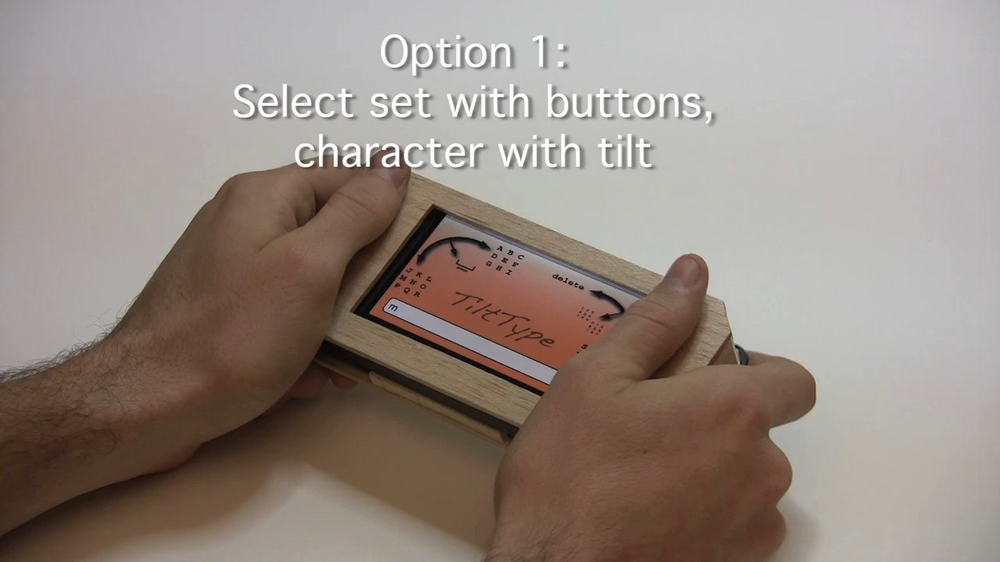 Option 1:
Select set with buttons,
character with tilt
A B C
D E F
G H I
delete
J K L
M N O
P Q R
TiltType
m
S